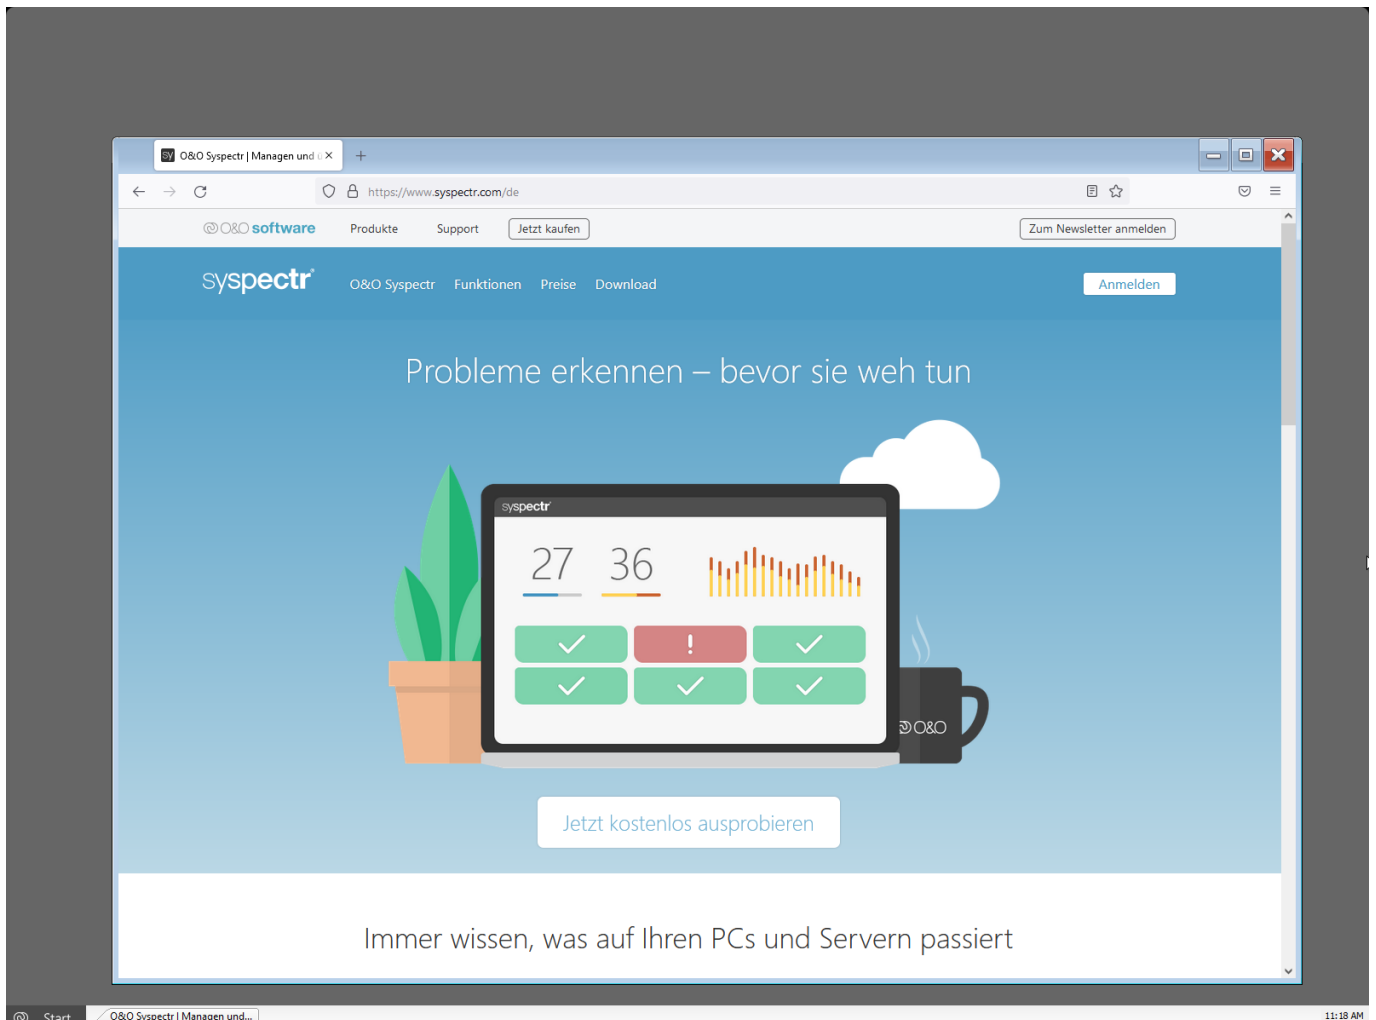 O&O Syspectr | Managen und ü
https://www.syspectr.com/de
O&O software Produkte Support Jetzt kaufen Zum Newsletter anmelden
syspectr® O&O Syspectr Funktionen Preise Download Anmelden
Probleme erkennen – bevor sie weh tun
syspectr
27 36
!
O&O
Jetzt kostenlos ausprobieren
Immer wissen, was auf Ihren PCs und Servern passiert
Start O&O Syspectr | Managen und... 11:18 AM